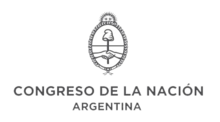 CONGRESO DE LA NACIÓN
ARGENTINA